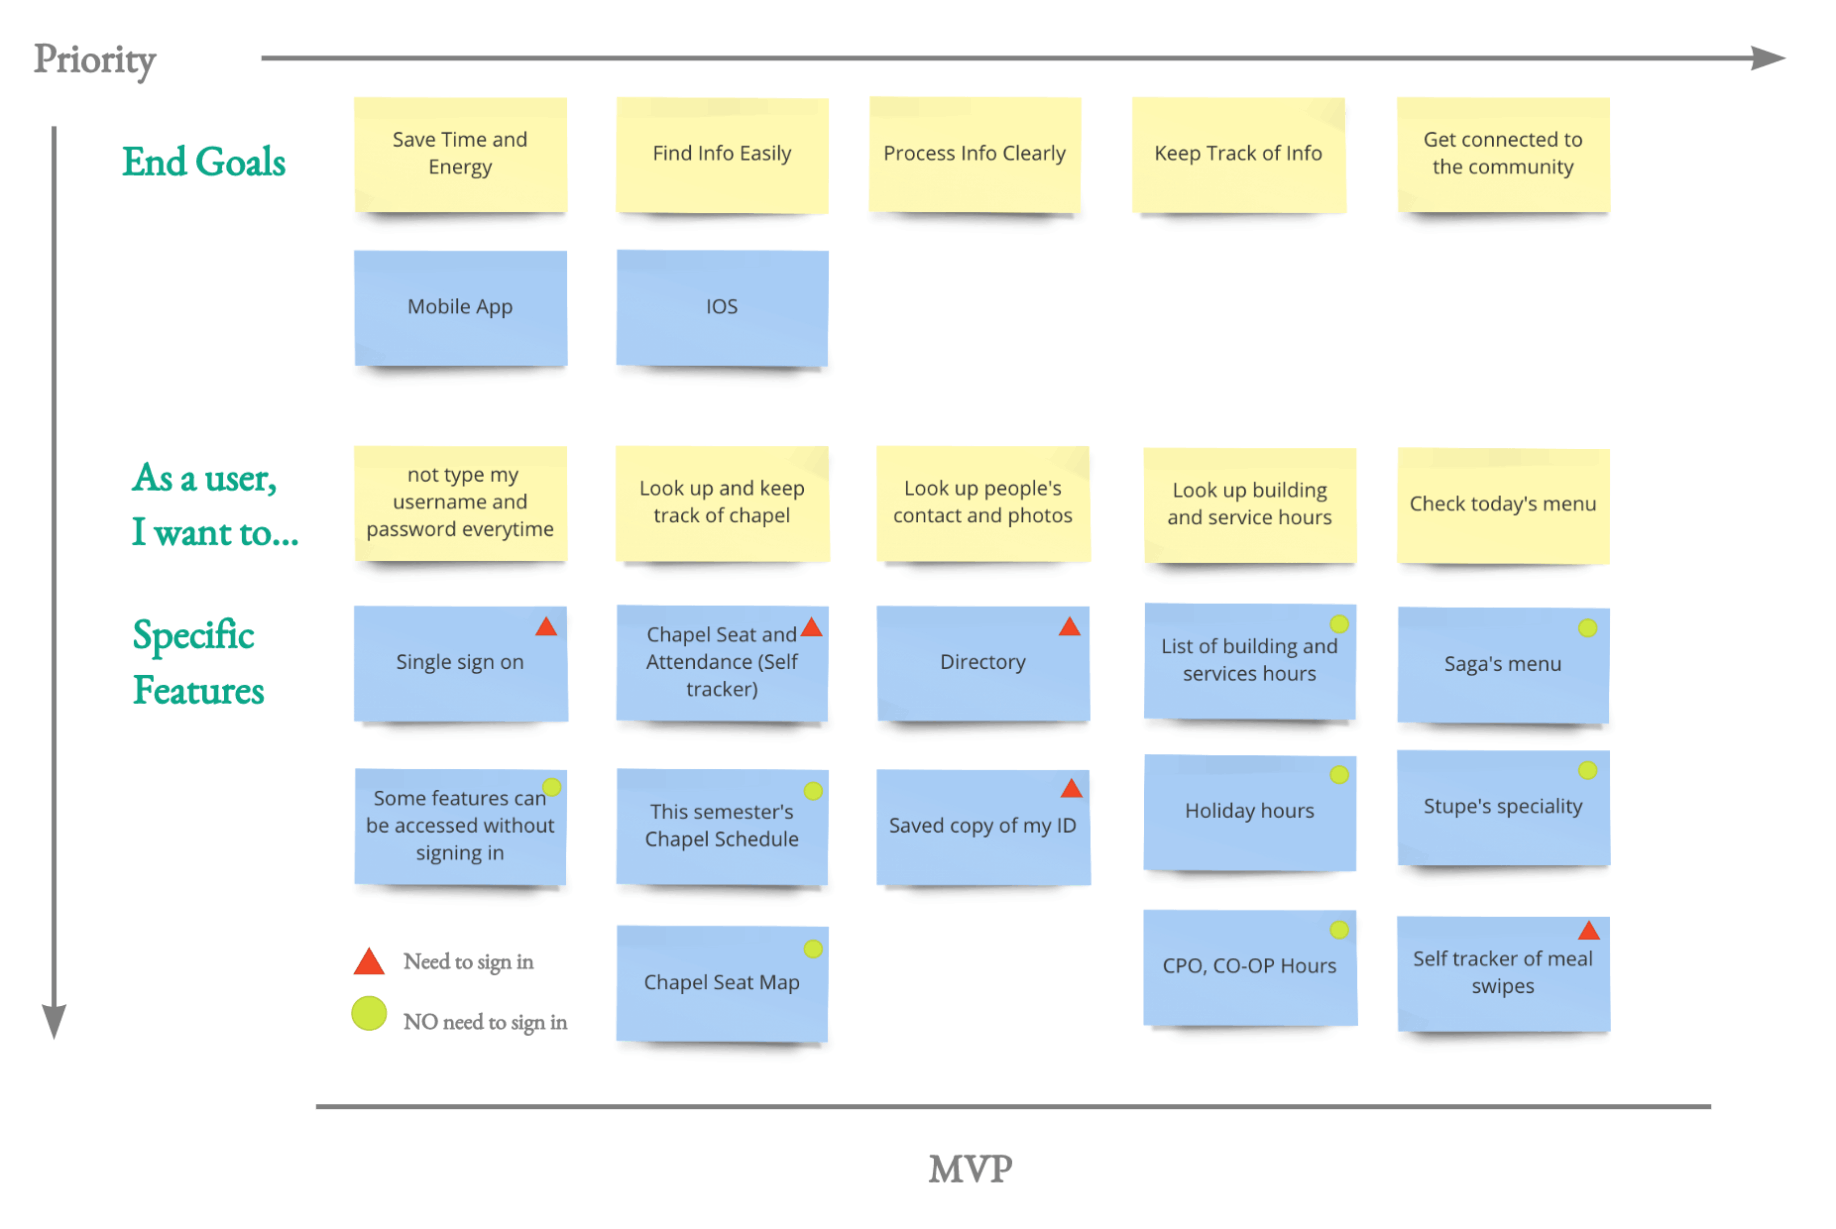 Priority
End Goals
Save Time and
Energy
Find Info Easily
Process Info Clearly
Keep Track of Info
Get connected to
the community
Mobile App
IOS
As a user,
I want to...
not type my
username and
password everytime
Look up and keep
track of chapel
Look up people's
contact and photos
Look up building
and service hours
Check today's menu
Specific
Features
Single sign on
Chapel Seat and
Attendance (Self
tracker)
Directory
List of building and
services hours
Saga's menu
Some features can
be accessed without
signing in
This semester's
Chapel Schedule
Saved copy of my ID
Holiday hours
Stupe's speciality
Need to sign in
NO need to sign in
Chapel Seat Map
CPO, CO-OP Hours
Self tracker of meal
swipes
MVP